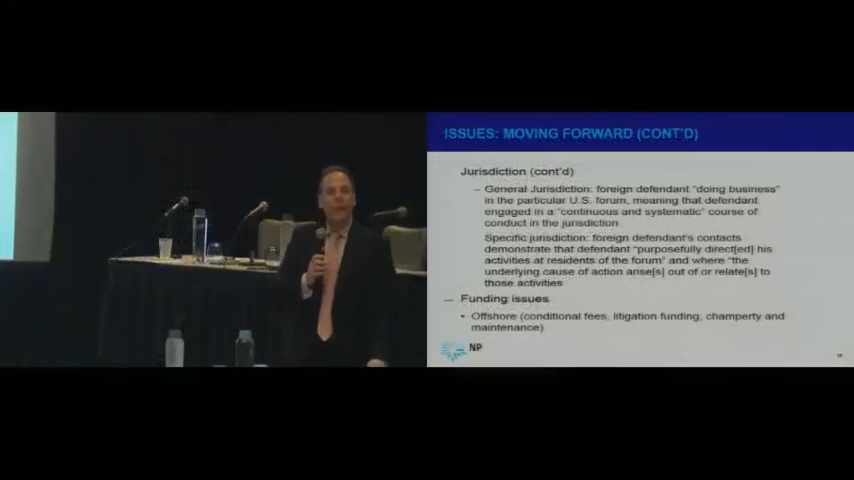 ISSUES: MOVING FORWARD (CONT'D)
Jurisdiction (cont'd)
– General Jurisdiction: foreign defendant "doing business"
in the particular U.S. forum, meaning that defendant
engaged in a "continuous and systematic" course of
conduct in the jurisdiction
Specific jurisdiction: foreign defendant's contacts
demonstrate that defendant "purposefully direct[ed] his
activities at residents of the forum" and where "the
underlying cause of action arise[s] out of or relate[s] to
those activities
– Funding issues
• Offshore (conditional fees, litigation funding, champerty and
maintenance)
NP